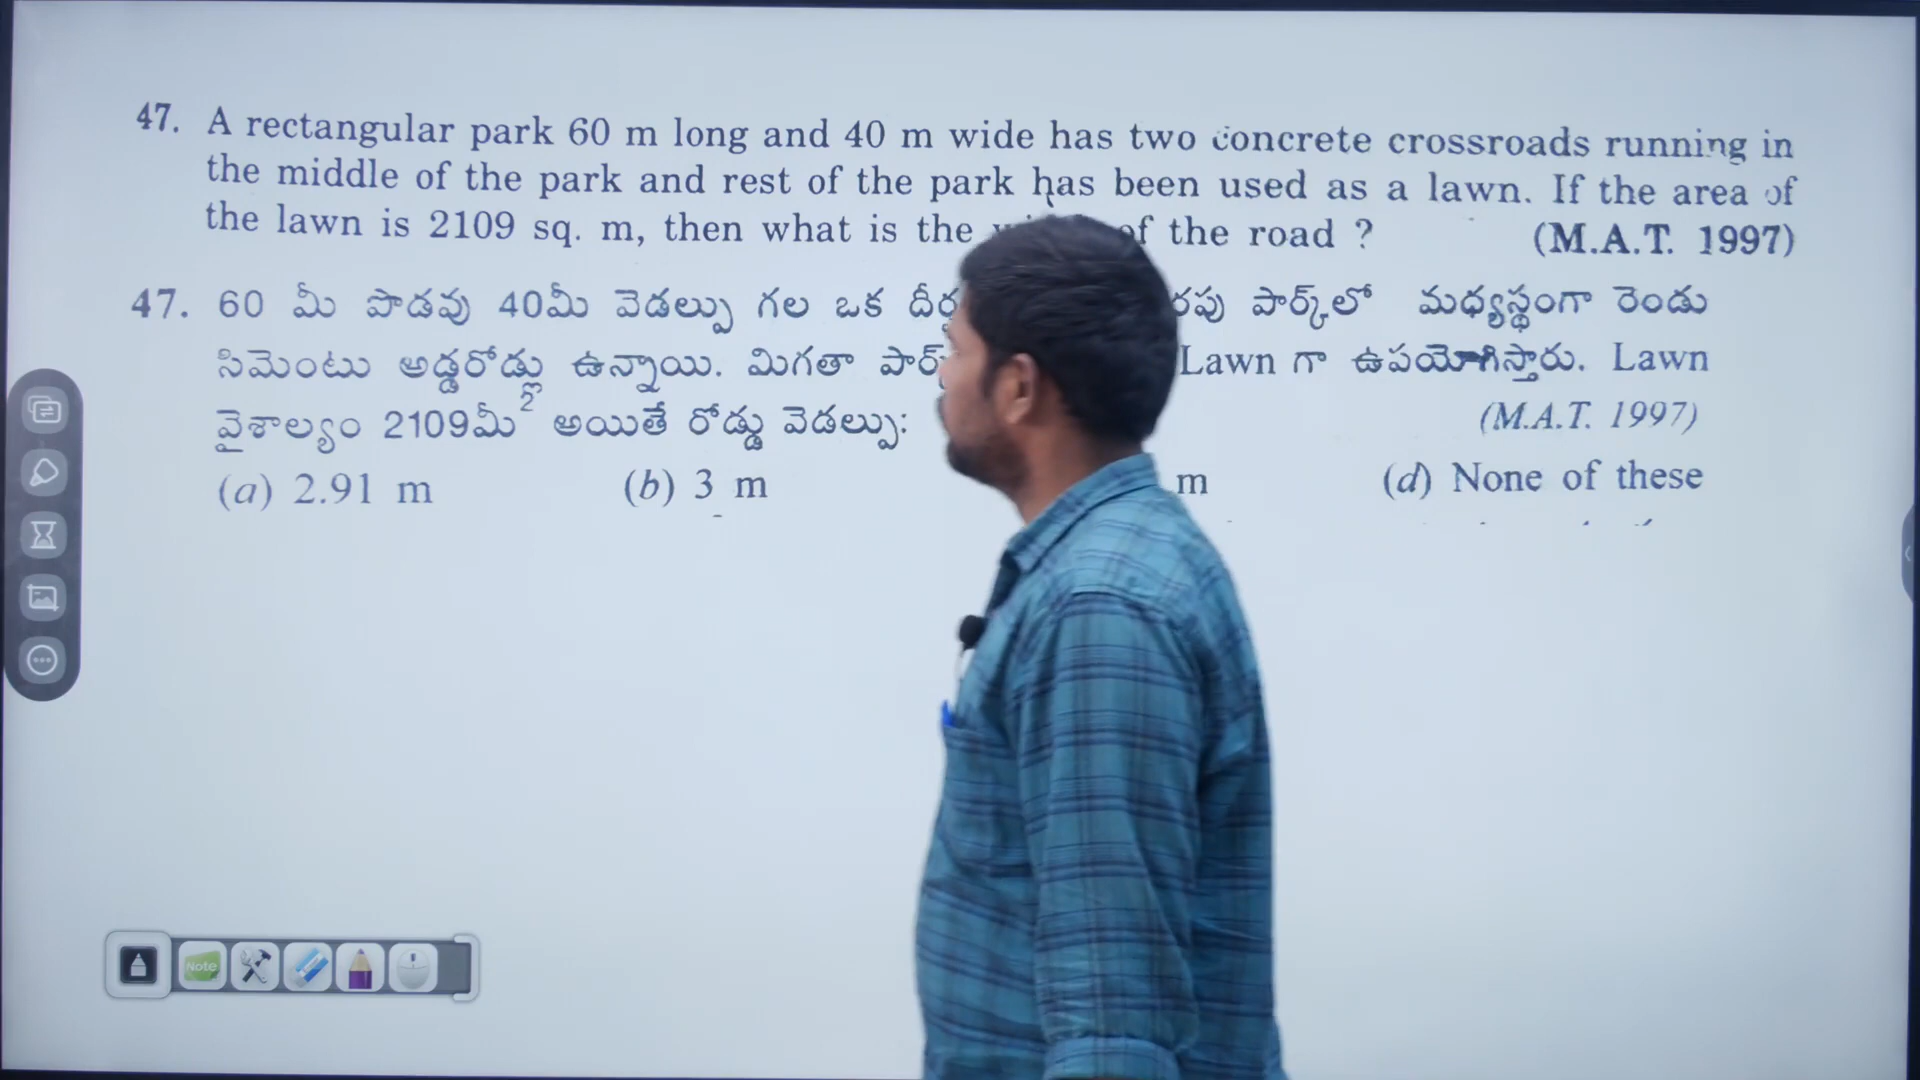 47. A rectangular park 60 m long and 40 m wide has two concrete crossroads running in
the middle of the park and rest of the park has been used as a lawn. If the area of
the lawn is 2109 sq. m, then what is the of the road ? (M.A.T. 1997)
47. 60 మీ పొడవు 40మీ వెడల్పు గల ఒక పార్క్‌లో మధ్యస్థంగా రెండు
సిమెంటు అడ్డరోడ్లు ఉన్నాయి. మిగతా Lawn గా ఉపయోగిస్తారు. Lawn
వైశాల్యం 2109మీ² అయితే రోడ్డు వెడల్పు: (M.A.T. 1997)
(a) 2.91 m (b) 3 m m (d) None of these
Note